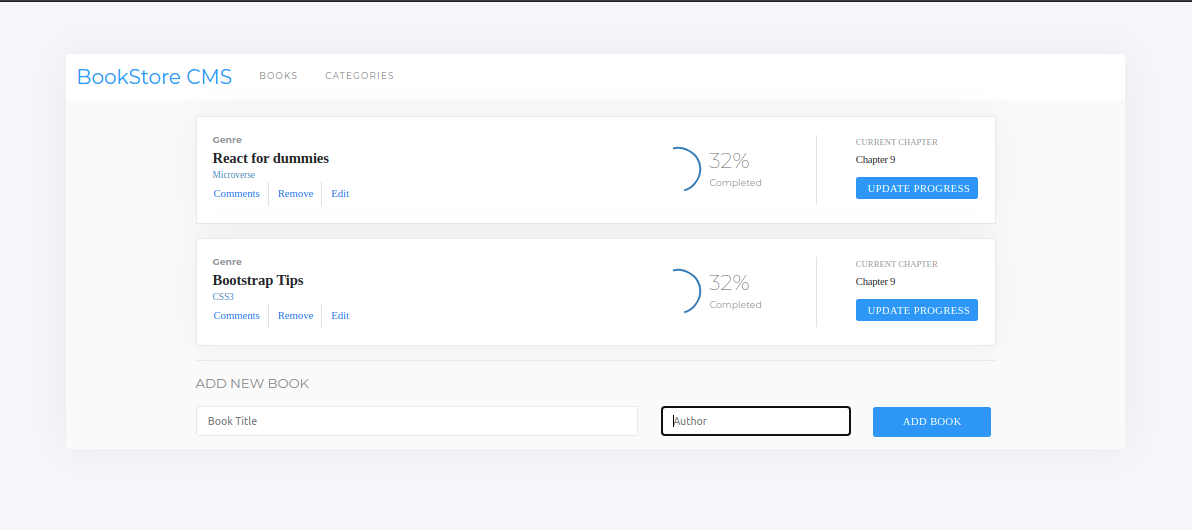 BookStore CMS BOOKS CATEGORIES
Genre
React for dummies
Microverse
Comments Remove Edit
32%
Completed
CURRENT CHAPTER
Chapter 9
UPDATE PROGRESS
Genre
Bootstrap Tips
CSS3
Comments Remove Edit
32%
Completed
CURRENT CHAPTER
Chapter 9
UPDATE PROGRESS
ADD NEW BOOK
Book Title Author ADD BOOK